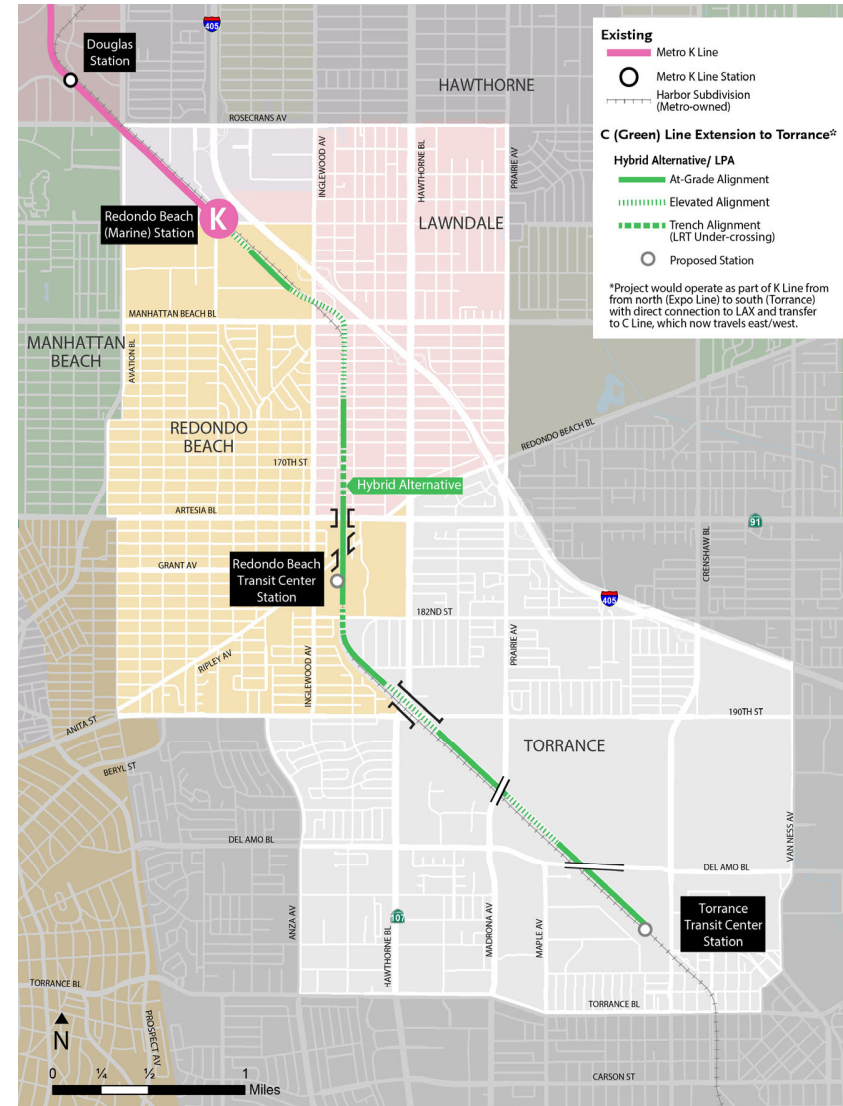 405
Douglas
Station
HAWTHORNE
ROSECRANS AV
INGLEWOOD AV
HAWTHORNE BL
PRAIRIE AV
Redondo Beach
(Marine) Station
K
LAWNDALE
MANHATTAN BEACH BL
MANHATTAN
BEACH
AVATION BL
REDONDO
BEACH
REDONDO BEACH BL
170TH ST
Hybrid Alternative
ARTESIA BL
91
CRENSHAW BL
GRANT AV
Redondo Beach
Transit Center
Station
405
182ND ST
RIPLEY AV
INGLEWOOD AV
PRAIRIE AV
ANITA ST
190TH ST
BERYL ST
TORRANCE
VAN NESS AV
DEL AMO BL
DEL AMO BL
ANZA AV
107
HAWTHORNE BL
MADRONA AV
MAPLE AV
Torrance
Transit Center
Station
TORRANCE BL
TORRANCE BL
PROSPECT AV
CARSON ST
N
0 ¼ ½ 1
Miles
Existing
Metro K Line
Metro K Line Station
Harbor Subdivision
(Metro-owned)
C (Green) Line Extension to Torrance*
Hybrid Alternative/ LPA
At-Grade Alignment
Elevated Alignment
Trench Alignment
(LRT Under-crossing)
Proposed Station
*Project would operate as part of K Line from
from north (Expo Line) to south (Torrance)
with direct connection to LAX and transfer
to C Line, which now travels east/west.